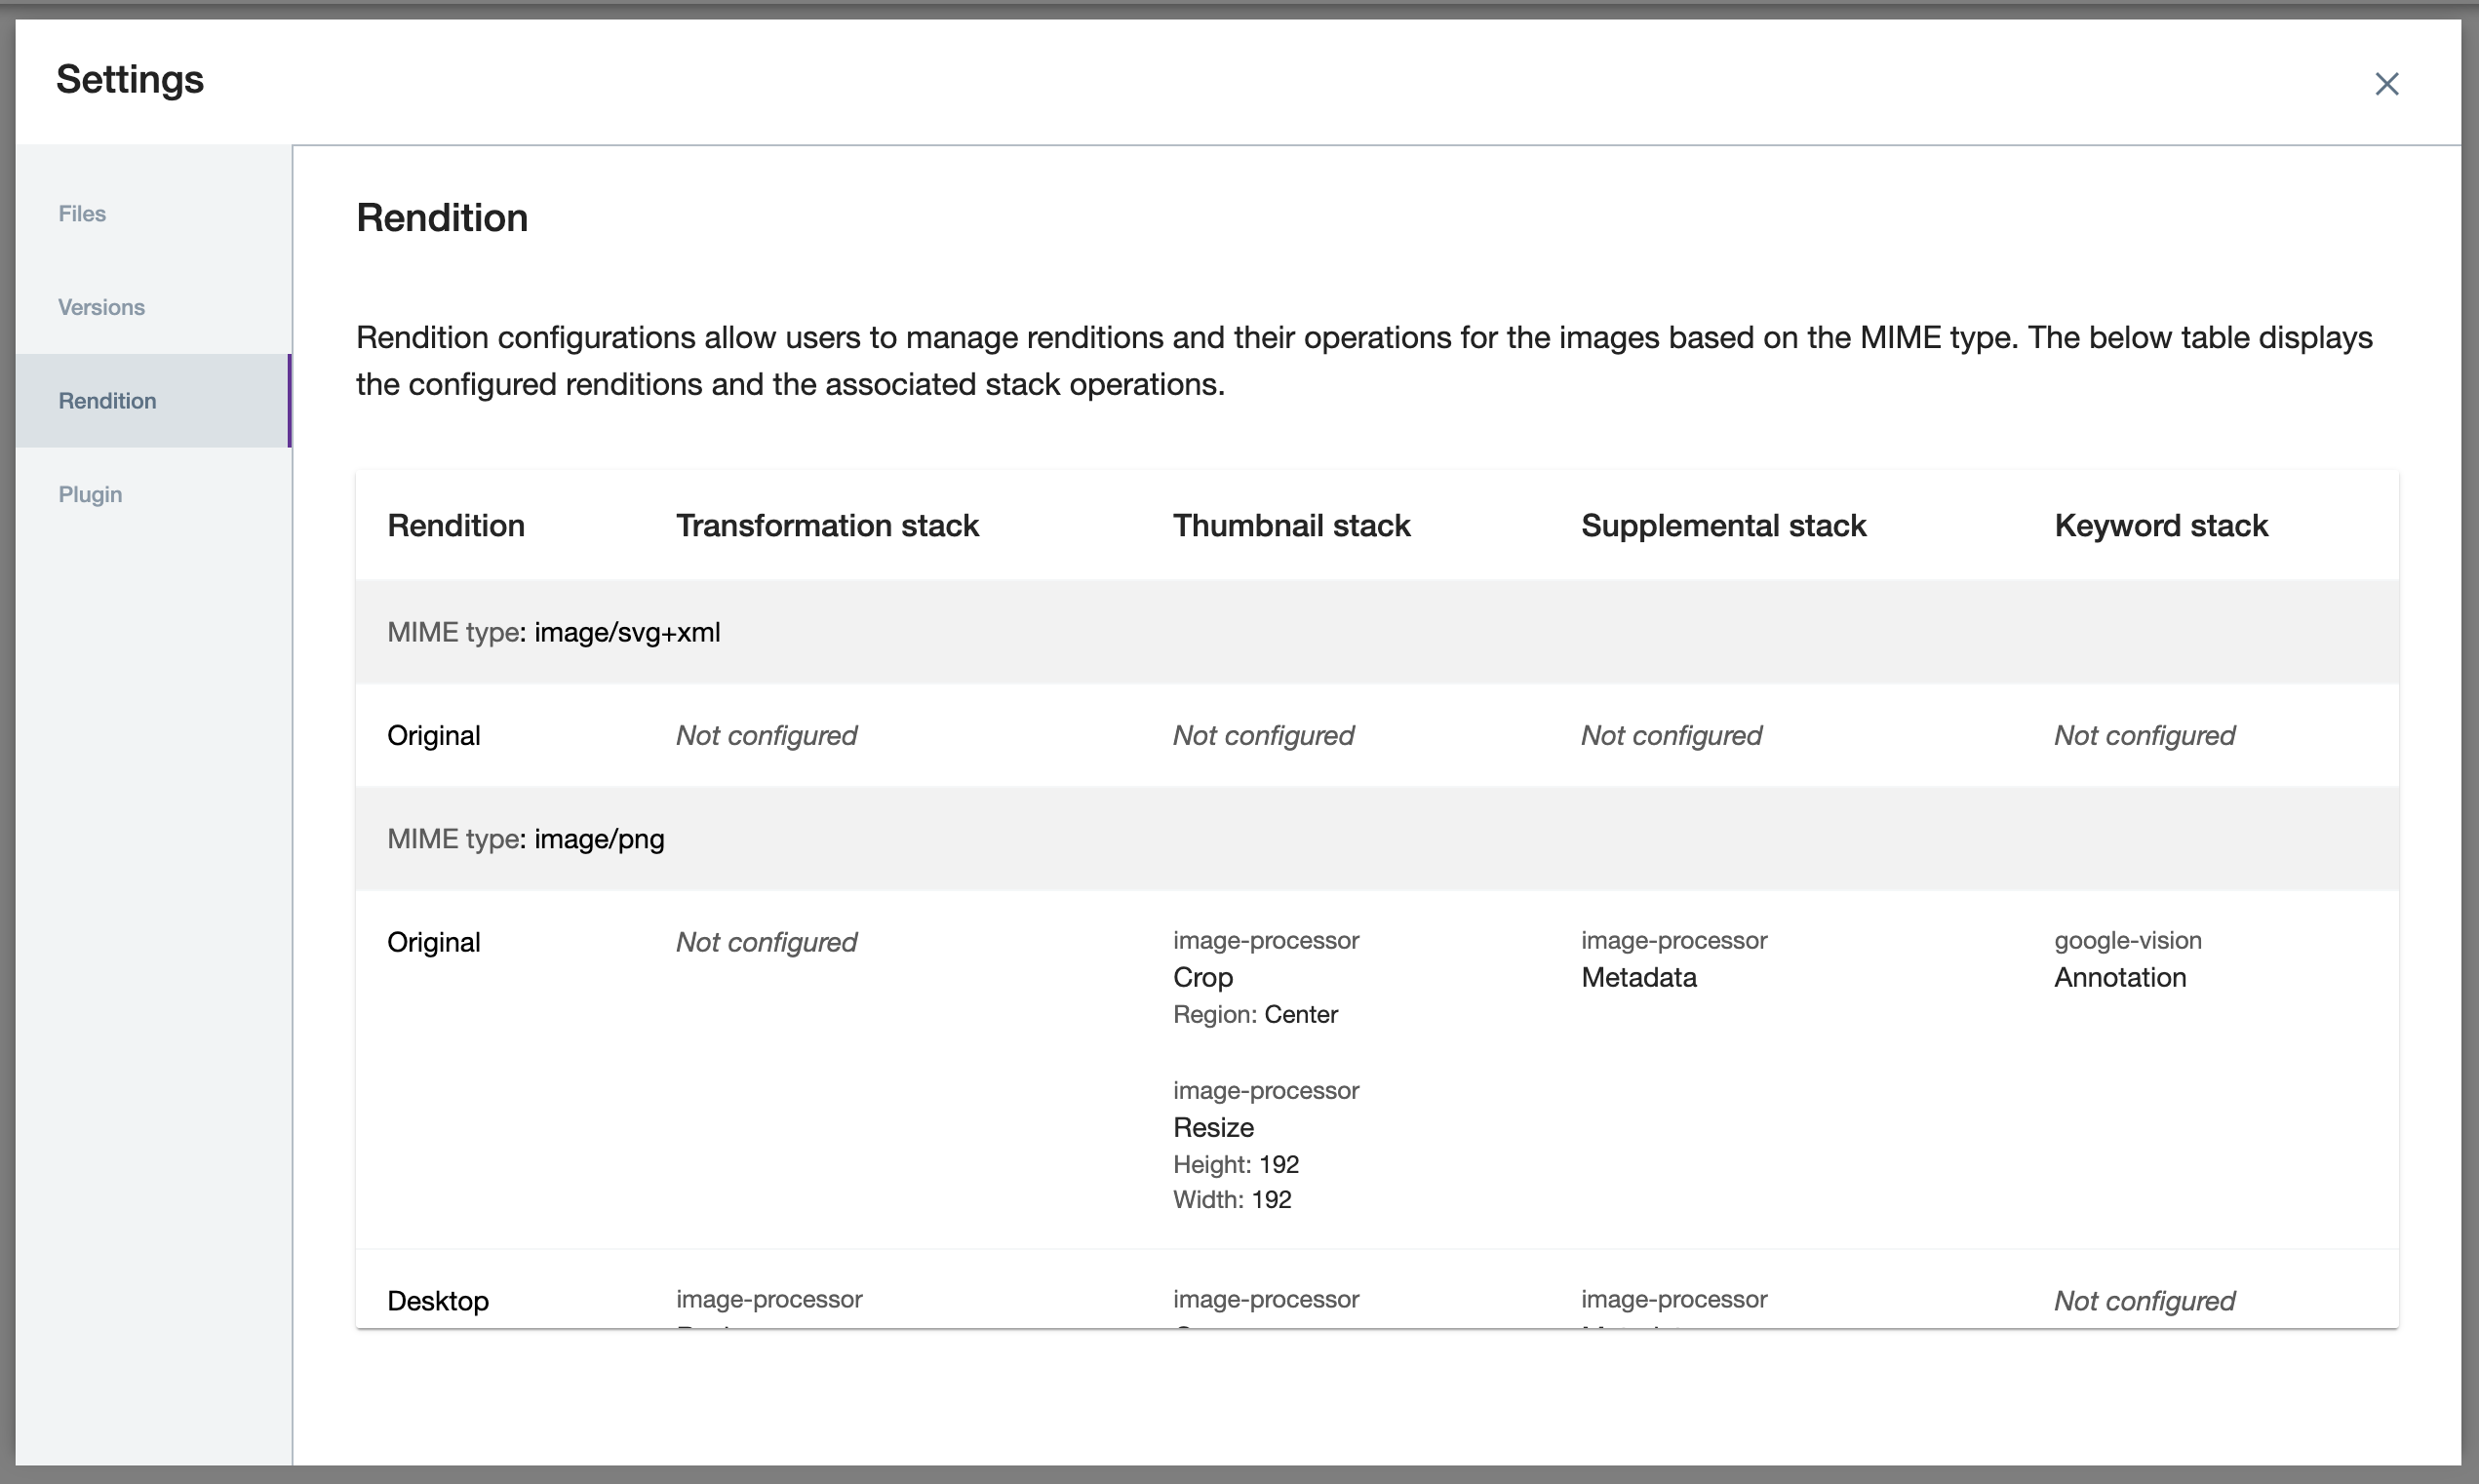 Settings
Files
Versions
Rendition
Plugin
Rendition
Rendition configurations allow users to manage renditions and their operations for the images based on the MIME type. The below table displays
the configured renditions and the associated stack operations.
Rendition Transformation stack Thumbnail stack Supplemental stack Keyword stack
MIME type: image/svg+xml
Original Not configured Not configured Not configured Not configured
MIME type: image/png
Original Not configured image-processor image-processor google-vision
Crop Metadata Annotation
Region: Center
image-processor
Resize
Height: 192
Width: 192
Desktop image-processor image-processor image-processor Not configured